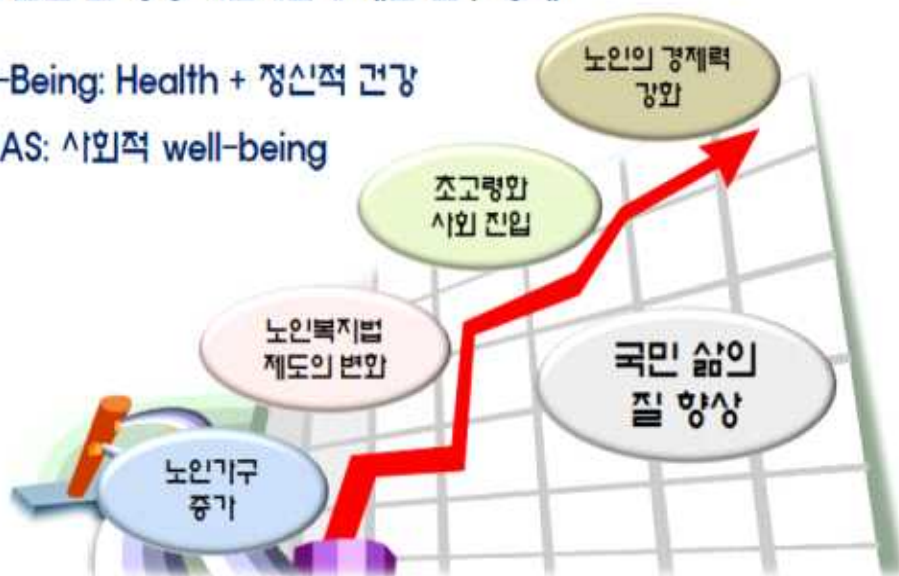 -Being: Health + 정신적 건강
AS: 사회적 well-being
노인의 경제력
강화
초고령화
사회 진입
노인복지법
제도의 변화
국민 삶의
질 향상
노인가구
증가